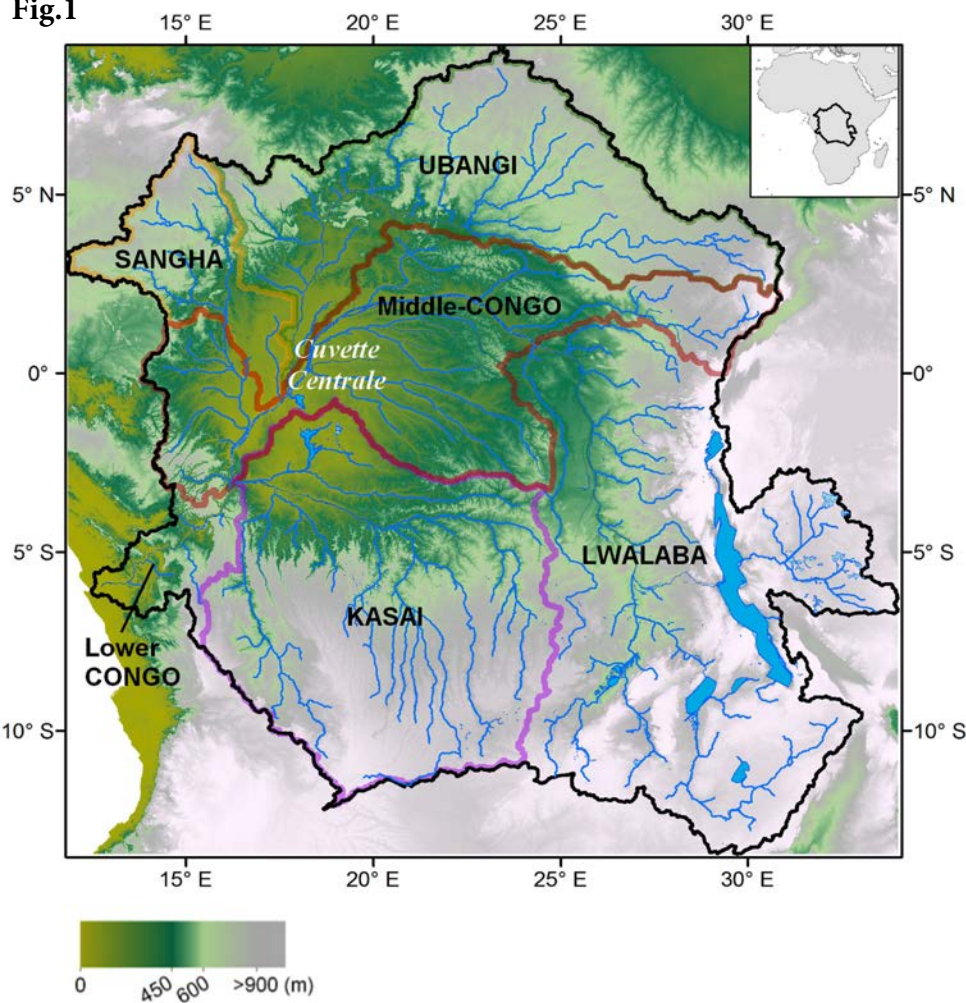 Fig.1
15° E 20° E 25° E 30° E
UBANGI
5° N 5° N
SANGHA
Middle-CONGO
Cuvette
Centrale
0° 0°
5° S 5° S
LWALABA
KASAI
Lower
CONGO
10° S 10° S
15° E 20° E 25° E 30° E
0 450 600 >900 (m)